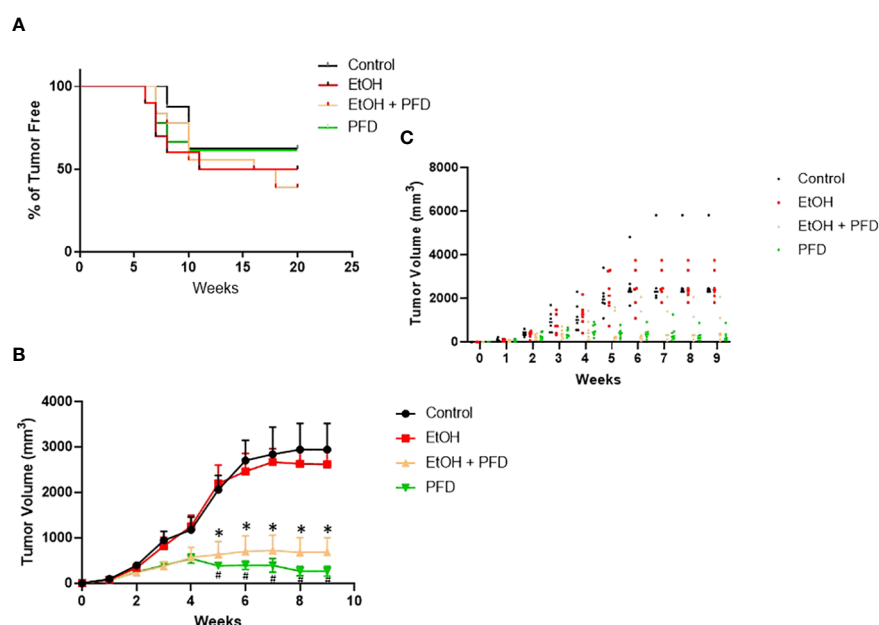 A
Control
EtOH
EtOH + PFD
PFD
100
50
0
% of Tumor Free
0 5 10 15 20 25
Weeks
C
8000
6000
4000
2000
0
Tumor Volume (mm³)
0 1 2 3 4 5 6 7 8 9
Weeks
Control
EtOH
EtOH + PFD
PFD
B
4000
3000
2000
1000
0
Tumor Volume (mm³)
* * * * *
# # # # #
0 2 4 6 8 10
Weeks
Control
EtOH
EtOH + PFD
PFD